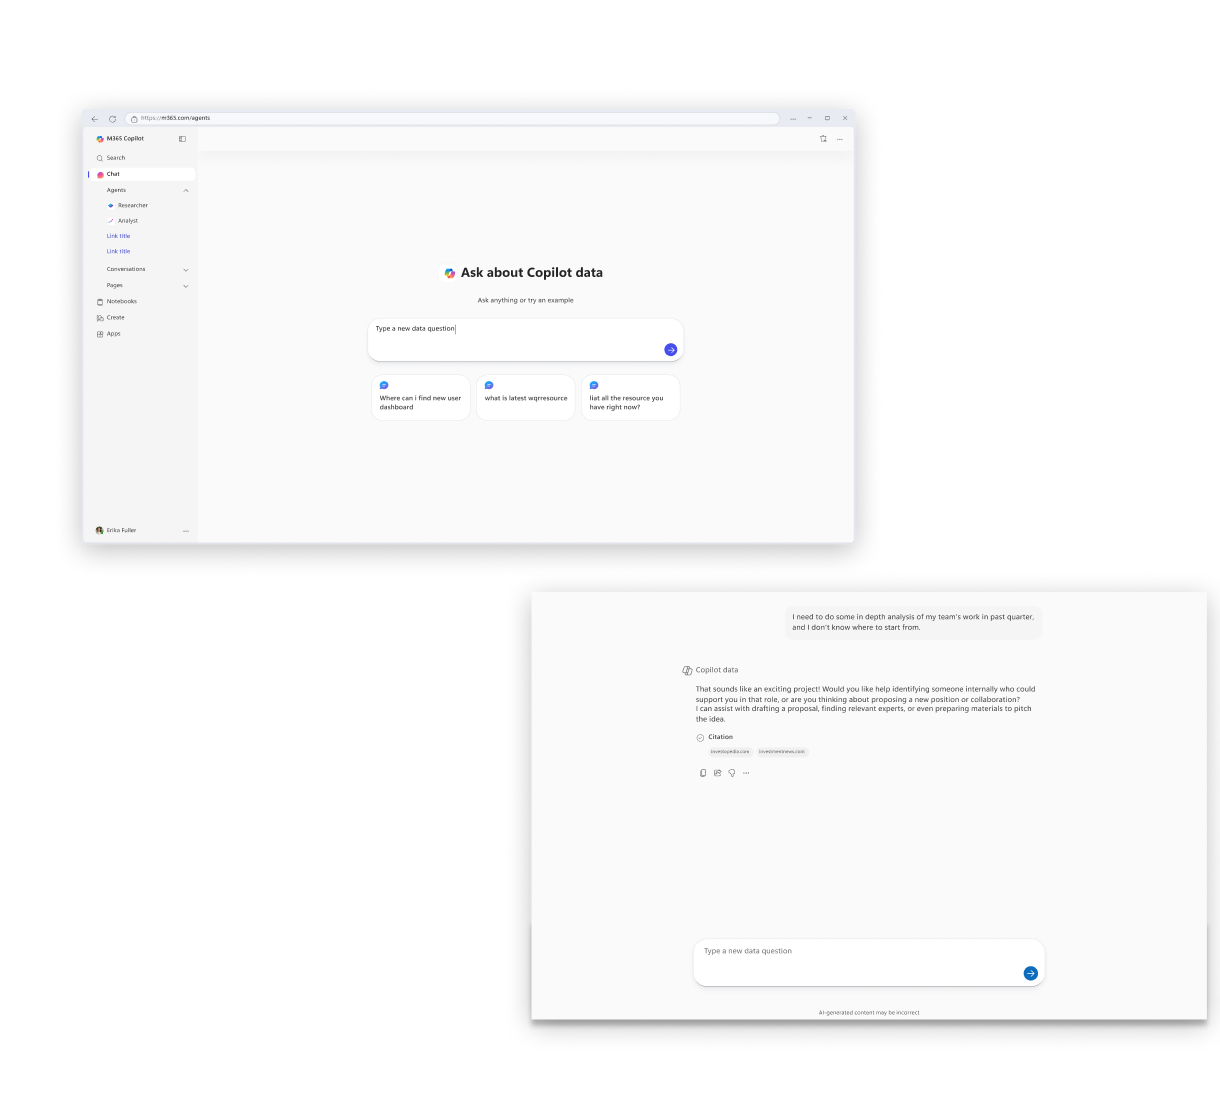 https://m365.com/agents
M365 Copilot
Search
Chat
Agents
Researcher
Analyst
Link title
Link title
Conversations
Pages
Notebooks
Create
Apps
Erika Fuller
Ask about Copilot data
Ask anything or try an example
Type a new data question
Where can i find new user
dashboard
what is latest wqrresource
liat all the resource you
have right now?
I need to do some in depth analysis of my team's work in past quarter,
and I don't know where to start from.
Copilot data
That sounds like an exciting project! Would you like help identifying someone internally who could
support you in that role, or are you thinking about proposing a new position or collaboration?
I can assist with drafting a proposal, finding relevant experts, or even preparing materials to pitch
the idea.
Citation
investopedia.com
investmentnews.com
Type a new data question
AI-generated content may be incorrect